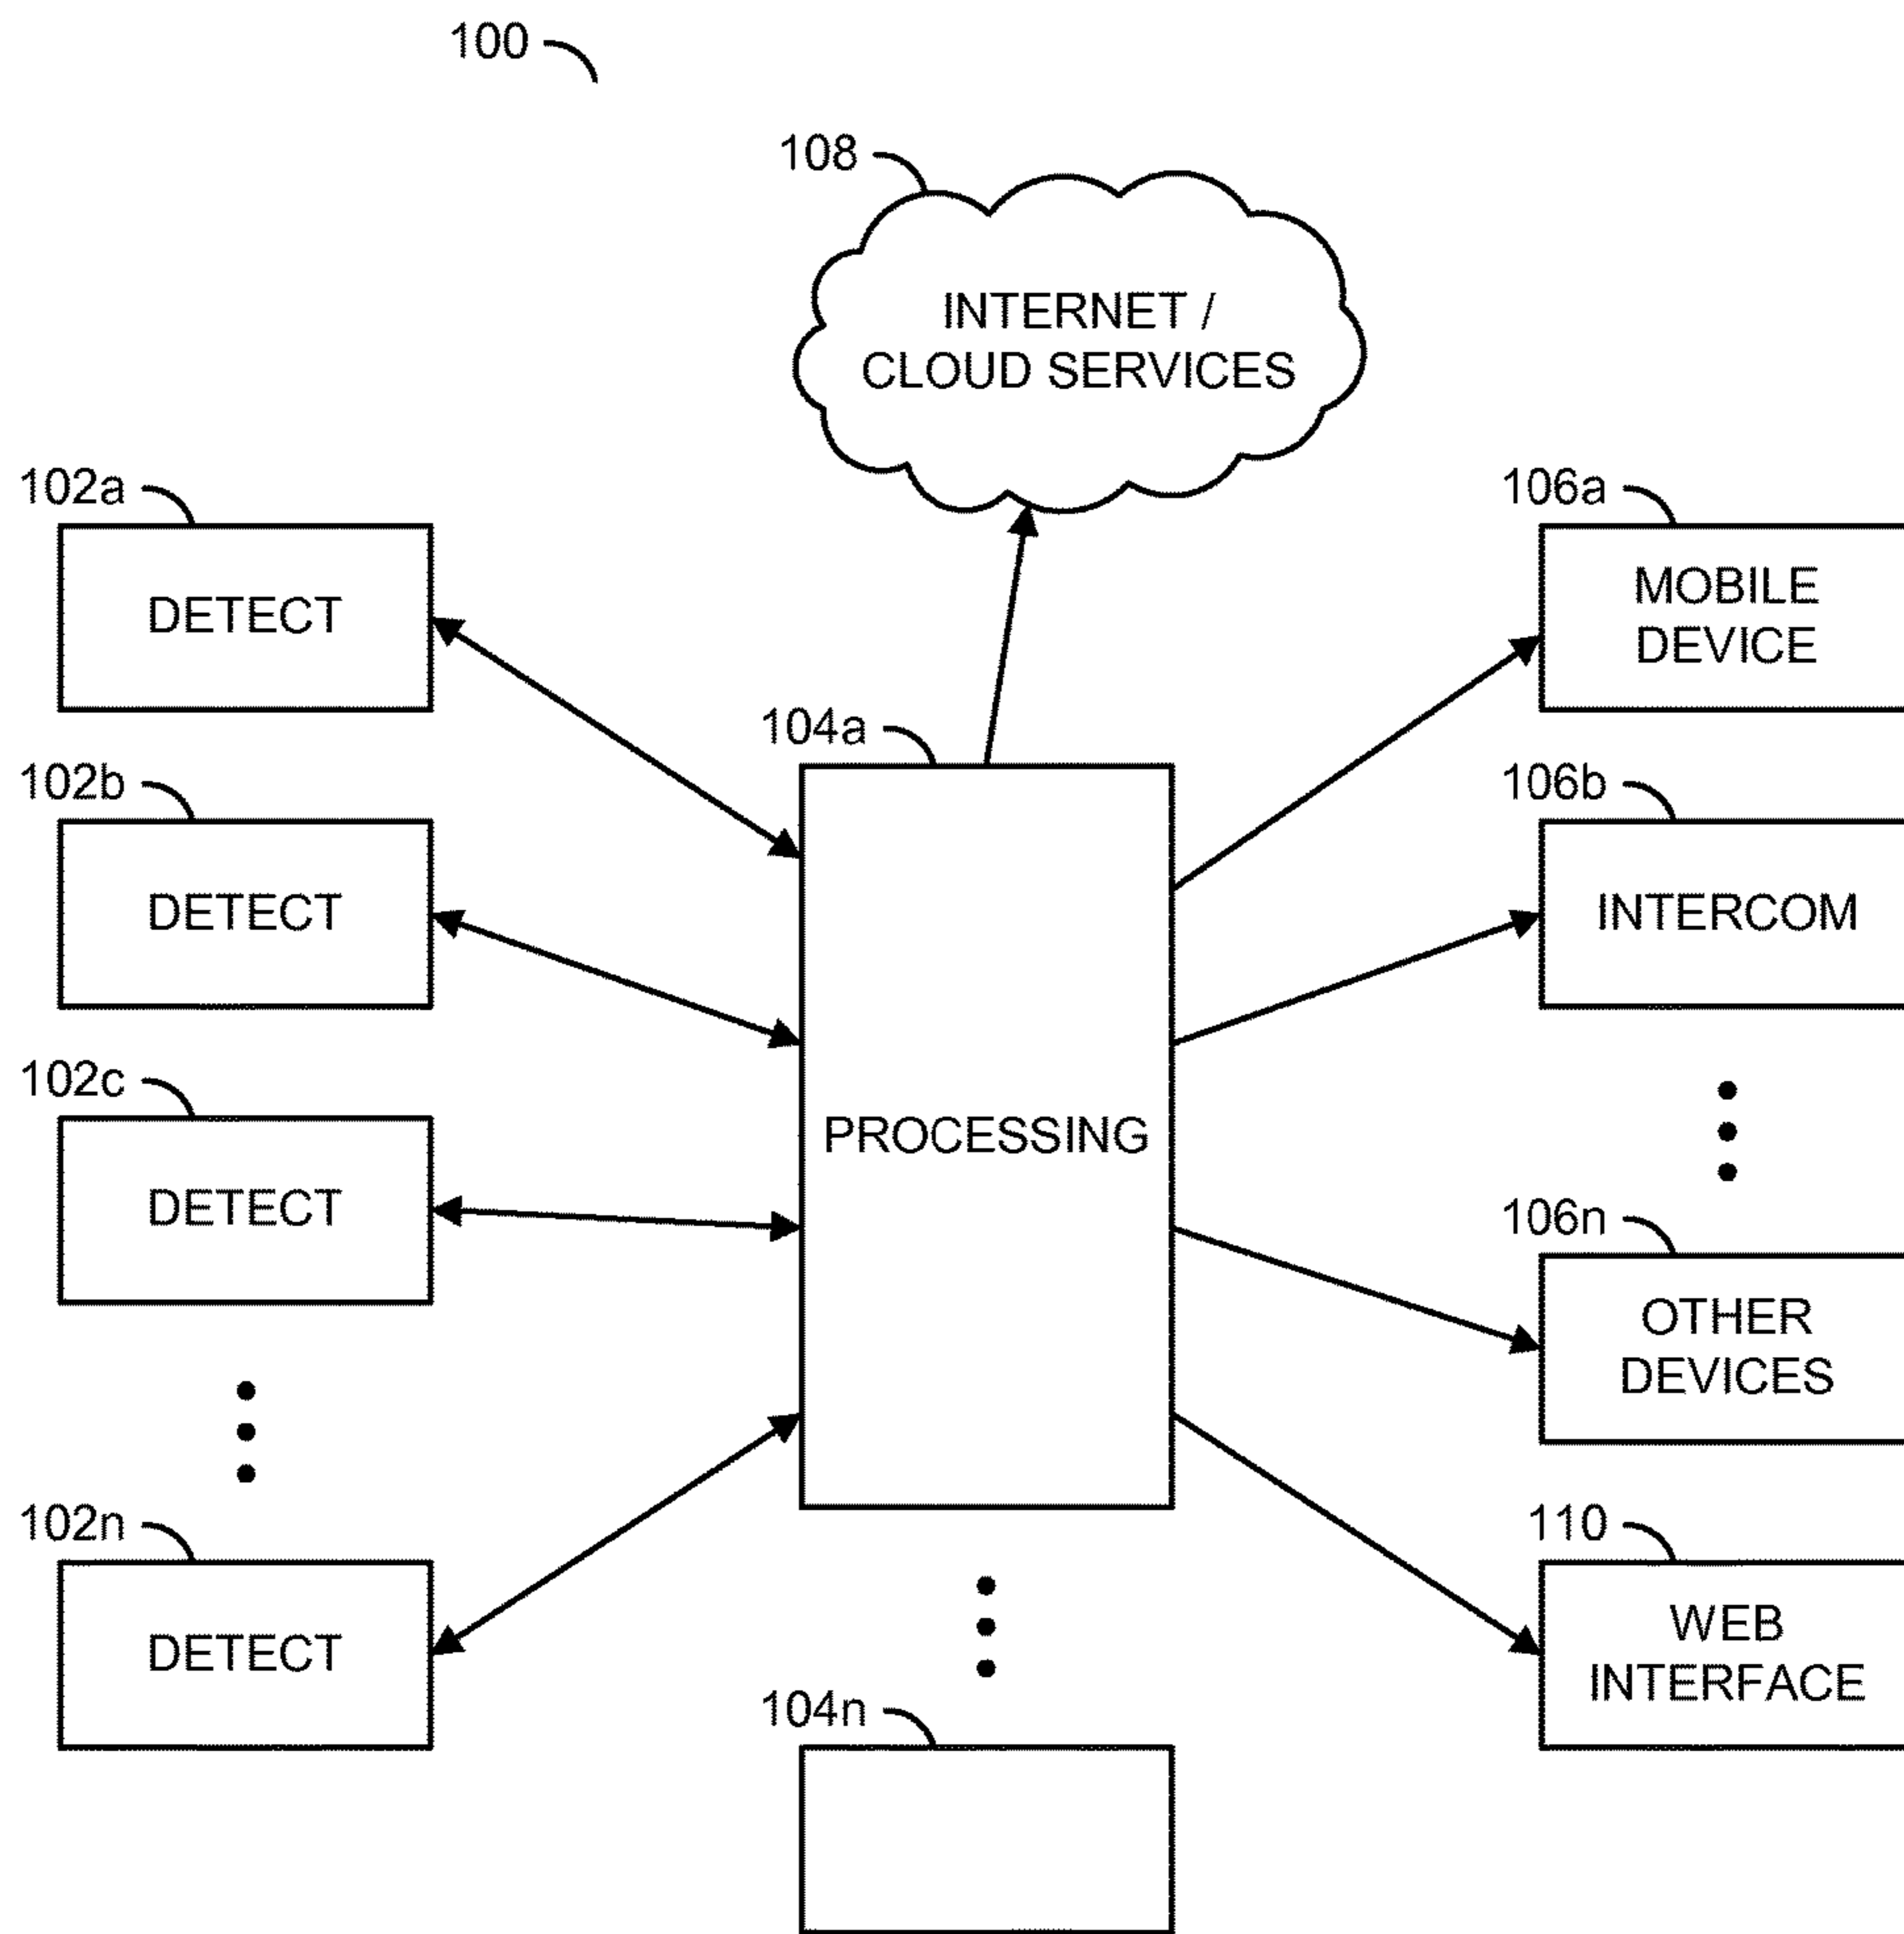 100
108
INTERNET /
CLOUD SERVICES
102a
DETECT
106a
MOBILE
DEVICE
104a
PROCESSING
102b
DETECT
106b
INTERCOM
102c
DETECT
106n
OTHER
DEVICES
102n
DETECT
110
WEB
INTERFACE
104n